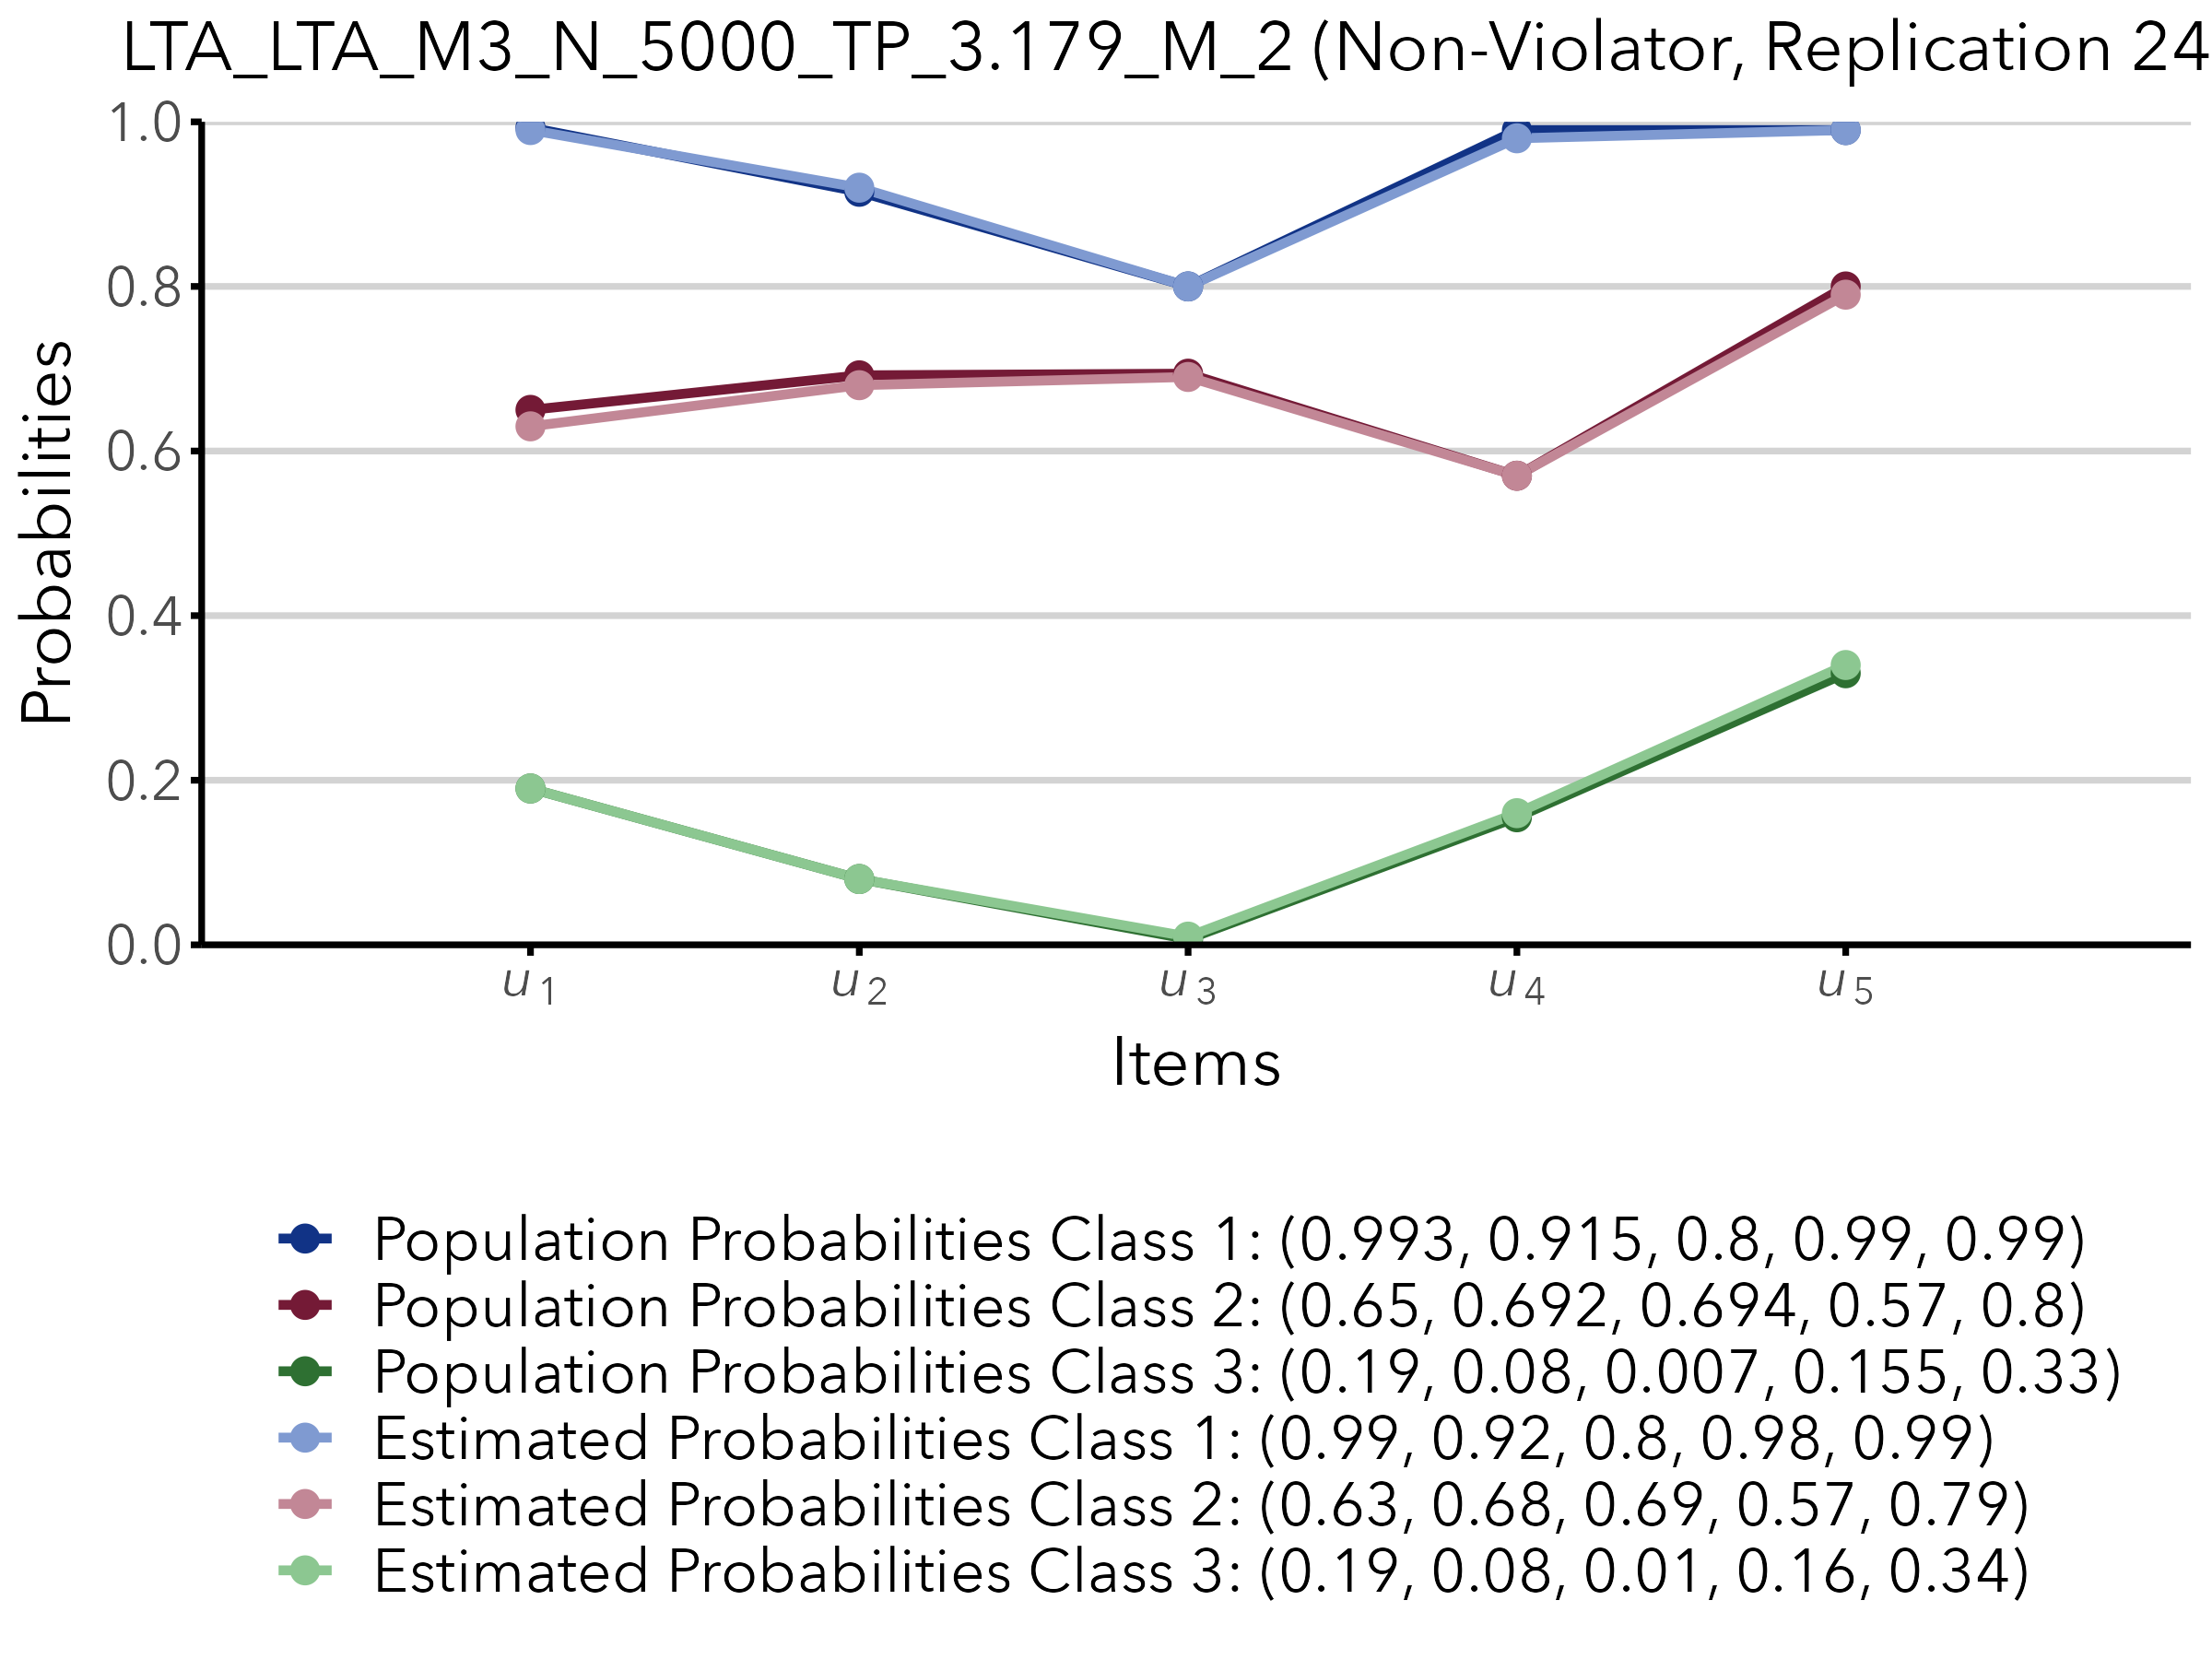 LTA_LTA_M3_N_5000_TP_3.179_M_2 (Non-Violator, Replication 24
Probabilities
1.0
0.8
0.6
0.4
0.2
0.0
u1 u2 u3 u4 u5
Items
Population Probabilities Class 1: (0.993, 0.915, 0.8, 0.99, 0.99)
Population Probabilities Class 2: (0.65, 0.692, 0.694, 0.57, 0.8)
Population Probabilities Class 3: (0.19, 0.08, 0.007, 0.155, 0.33)
Estimated Probabilities Class 1: (0.99, 0.92, 0.8, 0.98, 0.99)
Estimated Probabilities Class 2: (0.63, 0.68, 0.69, 0.57, 0.79)
Estimated Probabilities Class 3: (0.19, 0.08, 0.01, 0.16, 0.34)